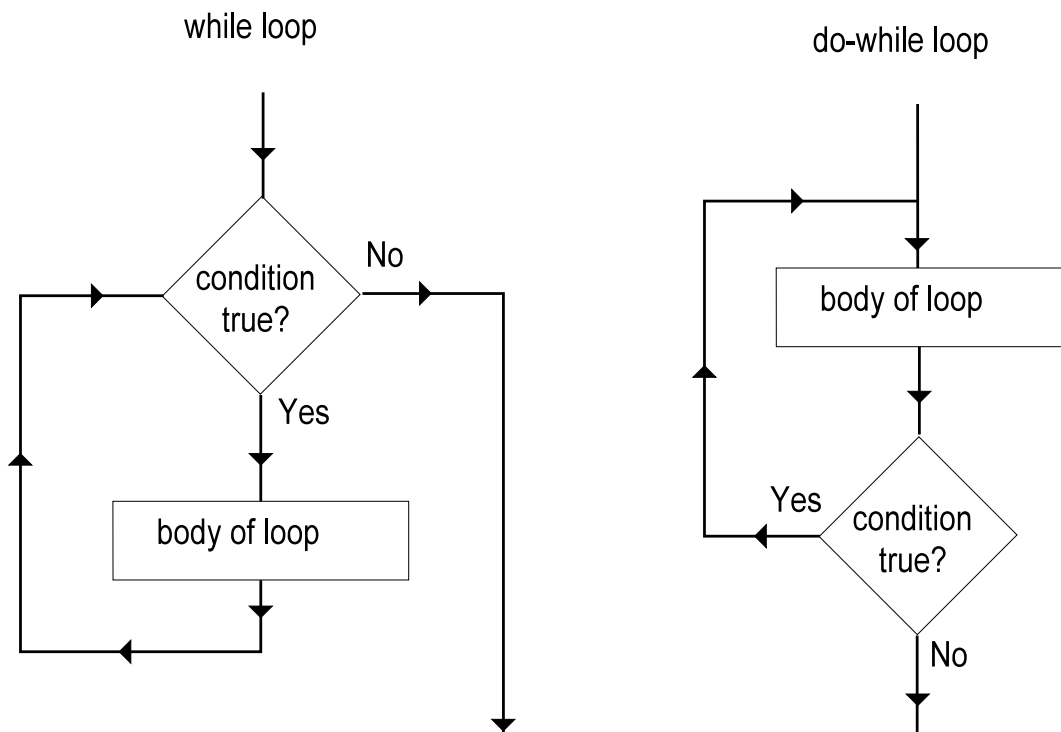 while loop
condition
true?
No
Yes
body of loop
do-while loop
body of loop
Yes
condition
true?
No